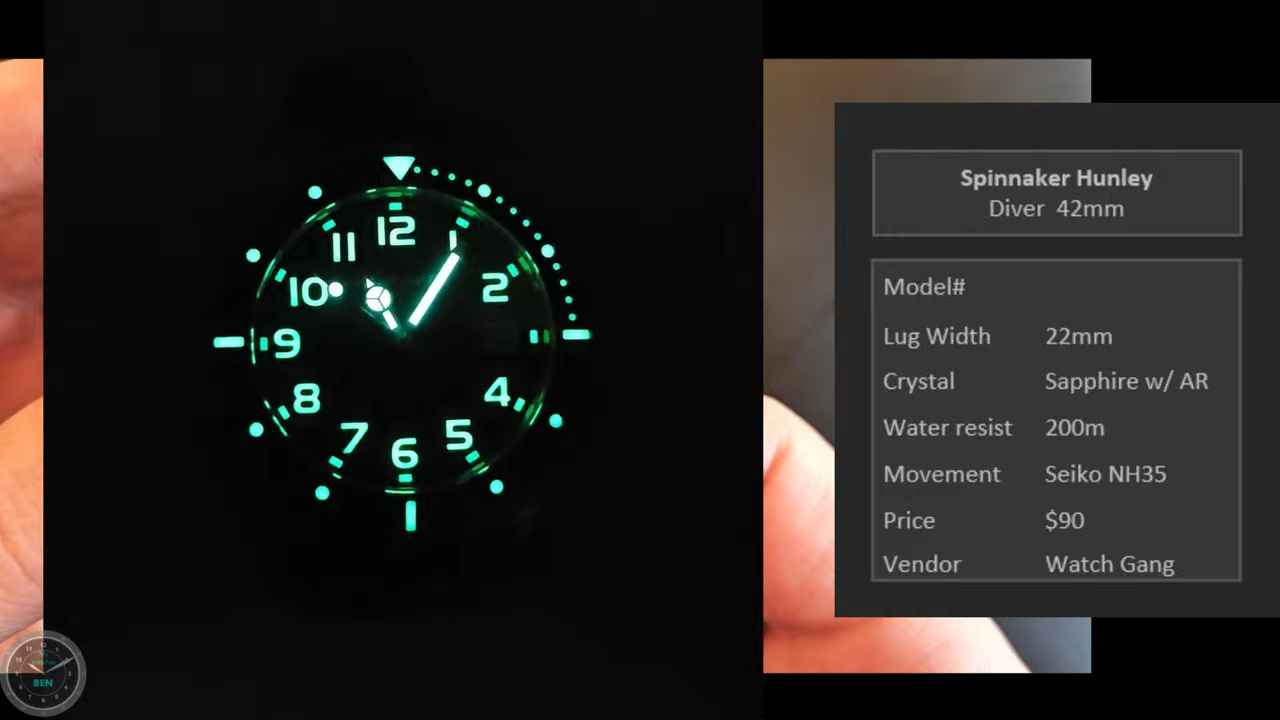 12
11
10
2
9
8
4
7
5
6
Spinnaker Hunley
Diver 42mm
Model#
Lug Width 22mm
Crystal Sapphire w/ AR
Water resist 200m
Movement Seiko NH35
Price $90
Vendor Watch Gang
BEN